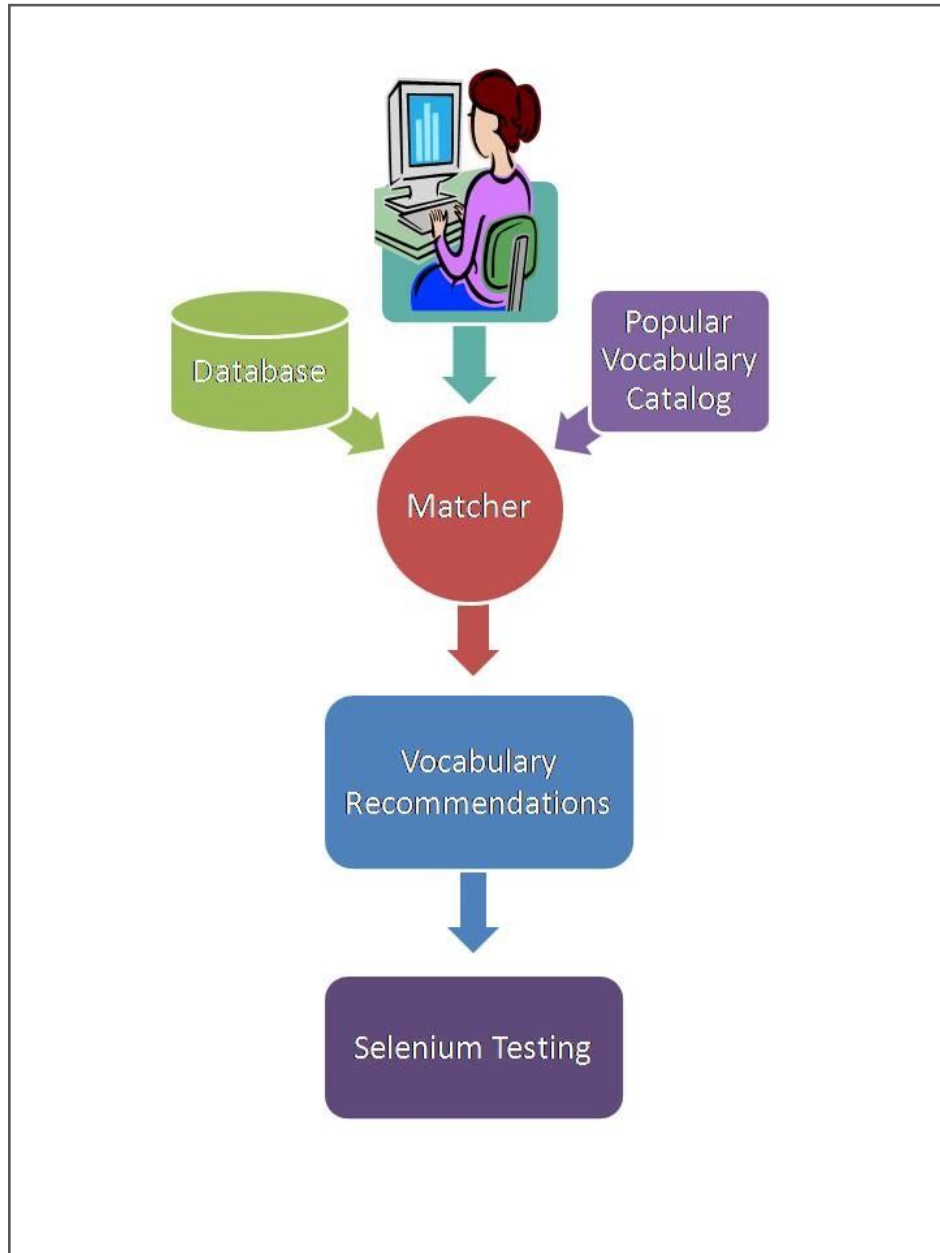 Database
Popular
Vocabulary
Catalog
Matcher
Vocabulary
Recommendations
Selenium Testing